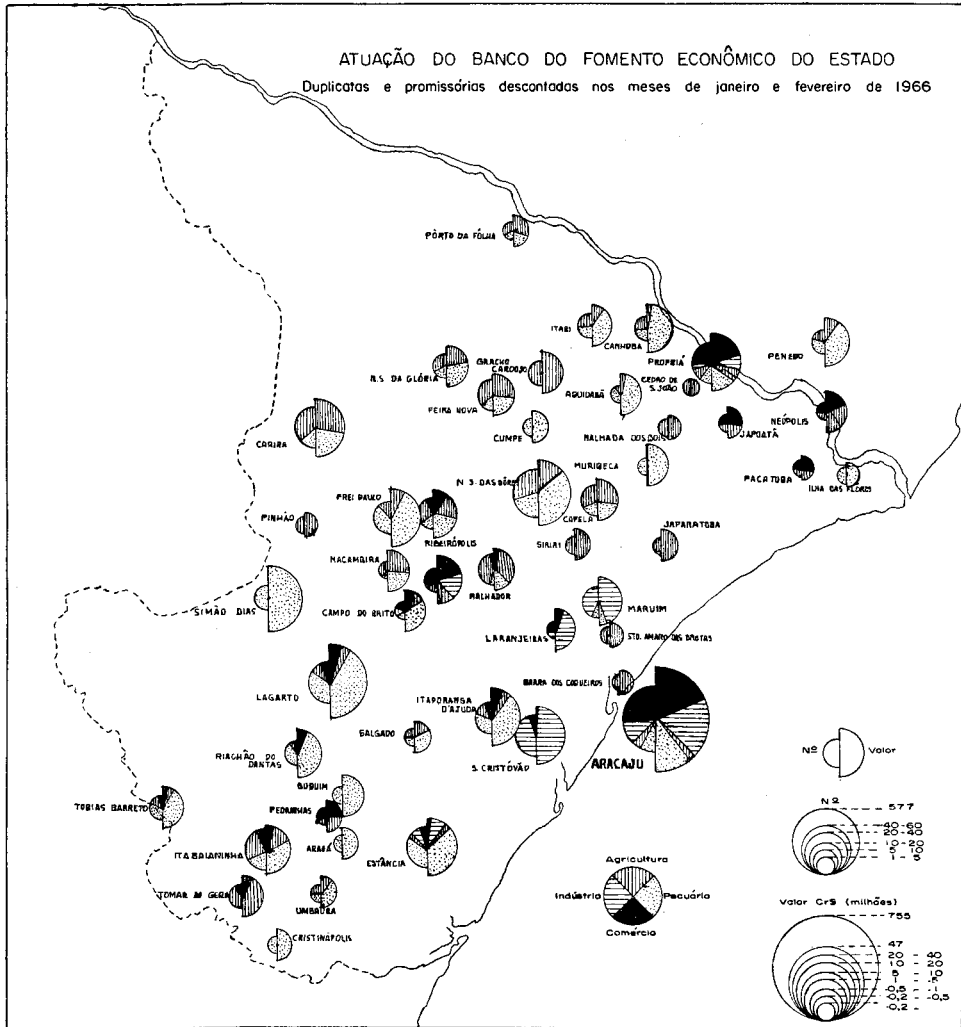 ATUAÇÃO DO BANCO DO FOMENTO ECONÔMICO DO ESTADO
Duplicatas e promissórias descontadas nos meses de janeiro e fevereiro de 1966
PÔRTO DA FÔLHA
ITABI
CANHOBA
PROPRIÁ
PENEDO
N.S. DA GLÓRIA
GRACHO
CARDOSO
AQUIDABÃ
CEDRO DE
S. JOÃO
FEIRA NOVA
NEÓPOLIS
CARIRA
CUMPE
MALHADA DOS BOIS
JAPOATÃ
MURIBECA
PACATUBA
ILHA DAS FLORES
N S. DAS DÔRES
FREI PAULO
CAPELA
PINHÃO
RIBEIRÓPOLIS
SIRIRI
JAPARATUBA
MACAMBIRA
MALHADOR
SIMÃO DIAS
CAMPO DO BRITO
MARUIM
LARANJEIRAS
STO. AMARO DAS BROTAS
BARRA DOS COQUEIROS
LAGARTO
ITAPORANGA
D'AJUDA
SALGADO
S. CRISTÓVÃO
ARACAJU
RIACHÃO DO
DANTAS
BUQUIM
TOBIAS BARRETO
PEDRINHAS
ARAUÁ
ITABAIANINHA
ESTÂNCIA
TOMAR DO GERU
UMBAÚBA
CRISTINÁPOLIS
Nº Valor
Nº
577
40-60
20-40
10-20
5 - 10
1 - 5
Agricultura
Indústria Pecuária
Comércio
Valor Cr$ (milhões)
755
47
20 - 40
10 - 20
5 - 10
1 - 5
0,5 - 1
0,2 - 0,5
-0,2 -